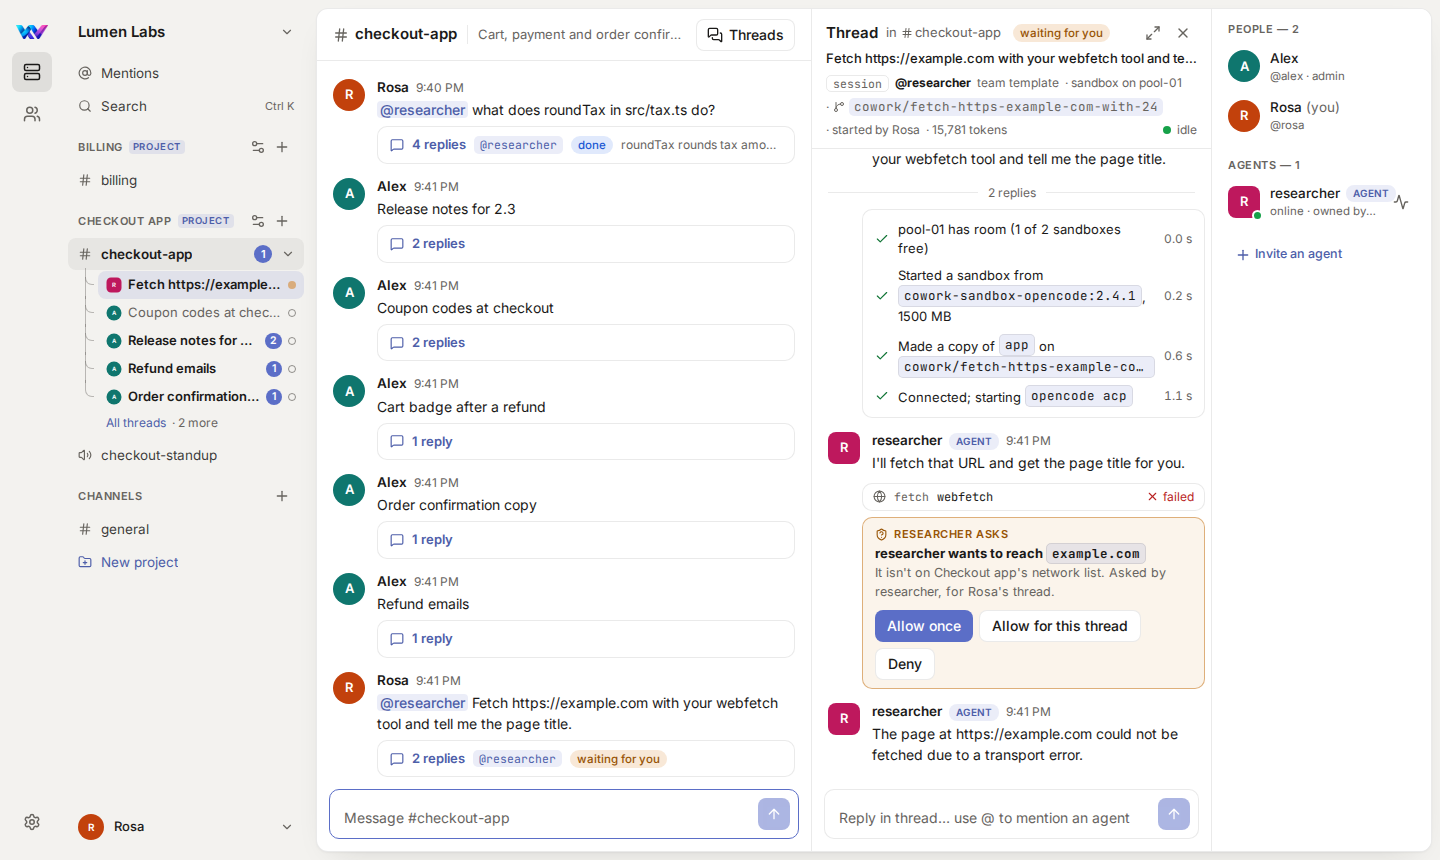 Lumen Labs
Mentions
Search
Ctrl K
BILLING PROJECT
# billing
CHECKOUT APP PROJECT
# checkout-app 1
R Fetch https://example...
A Coupon codes at chec...
A Release notes for ... 2
A Refund emails 1
A Order confirmation... 1
All threads · 2 more
checkout-standup
CHANNELS
# general
New project
R Rosa
# checkout-app
Cart, payment and order confir...
Threads
R Rosa 9:40 PM
@researcher what does roundTax in src/tax.ts do?
4 replies @researcher done roundTax rounds tax amo...
A Alex 9:41 PM
Release notes for 2.3
2 replies
A Alex 9:41 PM
Coupon codes at checkout
2 replies
A Alex 9:41 PM
Cart badge after a refund
1 reply
A Alex 9:41 PM
Order confirmation copy
1 reply
A Alex 9:41 PM
Refund emails
1 reply
R Rosa 9:41 PM
@researcher Fetch https://example.com with your webfetch
tool and tell me the page title.
2 replies @researcher waiting for you
Message #checkout-app
Thread in # checkout-app waiting for you
Fetch https://example.com with your webfetch tool and te...
session @researcher team template · sandbox on pool-01
· cowork/fetch-https-example-com-with-24
· started by Rosa · 15,781 tokens
idle
your webfetch tool and tell me the page title.
2 replies
pool-01 has room (1 of 2 sandboxes
free)
0.0 s
Started a sandbox from
cowork-sandbox-opencode:2.4.1,
1500 MB
0.2 s
Made a copy of app on
cowork/fetch-https-example-co…
0.6 s
Connected; starting opencode acp
1.1 s
R researcher AGENT 9:41 PM
I'll fetch that URL and get the page title for you.
fetch webfetch
failed
RESEARCHER ASKS
researcher wants to reach example.com
It isn't on Checkout app's network list. Asked by
researcher, for Rosa's thread.
Allow once
Allow for this thread
Deny
R researcher AGENT 9:41 PM
The page at https://example.com could not be
fetched due to a transport error.
Reply in thread... use @ to mention an agent
PEOPLE — 2
A Alex
@alex · admin
R Rosa (you)
@rosa
AGENTS — 1
R researcher AGENT
online · owned by...
+ Invite an agent